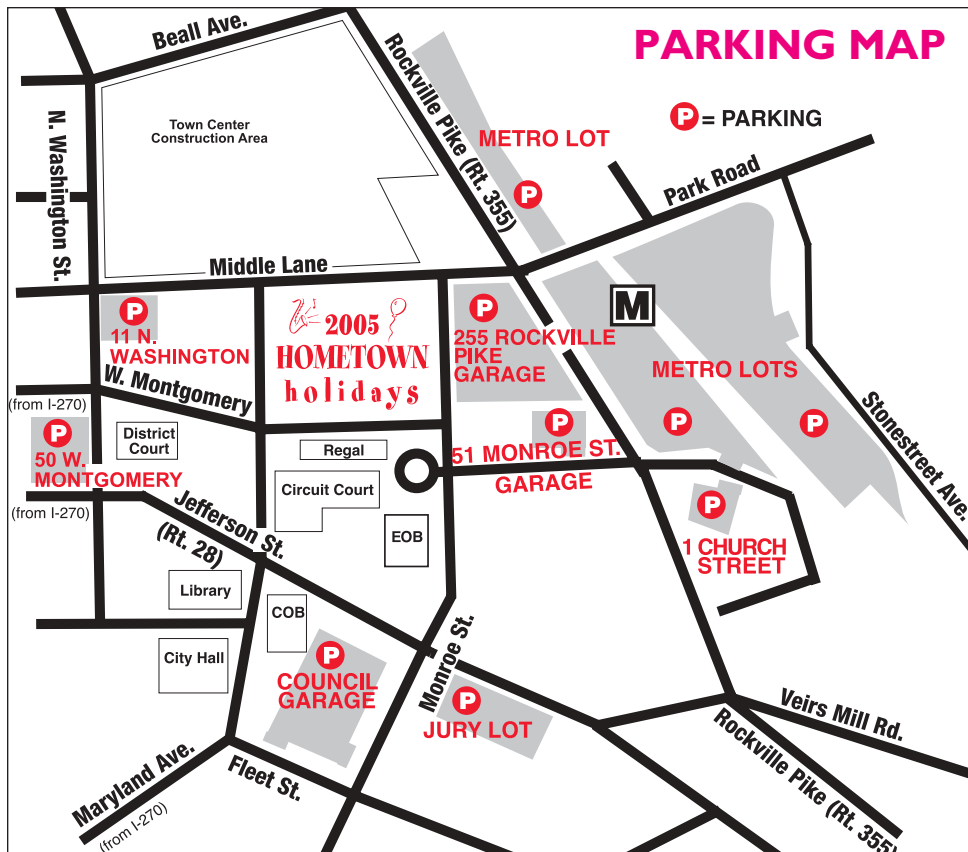 PARKING MAP
P = PARKING
Beall Ave.
Rockville Pike (Rt. 355)
N. Washington St.
Town Center
Construction Area
METRO LOT
P
Park Road
Middle Lane
M
P
11 N.
WASHINGTON
2005
HOMETOWN
holidays
P
255 ROCKVILLE
PIKE
GARAGE
METRO LOTS
P
P
Stonestreet Ave.
W. Montgomery
(from I-270)
P
50 W.
MONTGOMERY
(from I-270)
District
Court
Regal
Circuit Court
P
51 MONROE ST.
GARAGE
EOB
Jefferson St.
(Rt. 28)
P
1 CHURCH
STREET
Library
COB
City Hall
P
COUNCIL
GARAGE
Monroe St.
P
JURY LOT
Veirs Mill Rd.
Rockville Pike (Rt. 355)
Maryland Ave.
(from I-270)
Fleet St.